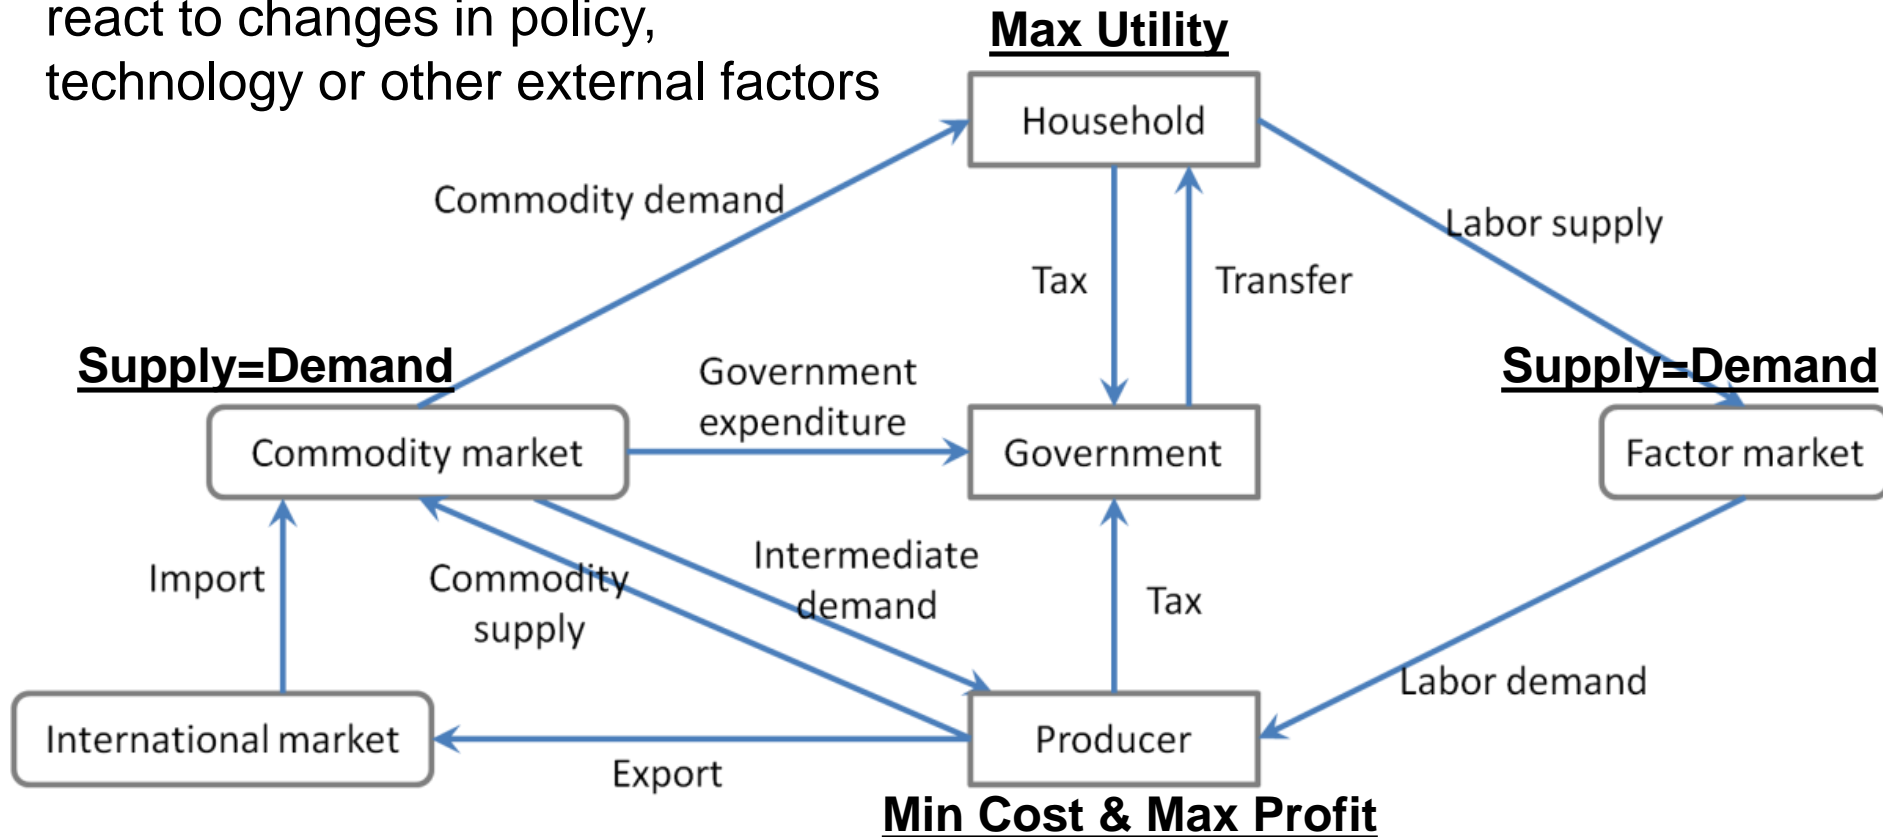 react to changes in policy,
technology or other external factors
Max Utility
Household
Commodity demand
Labor supply
Tax
Transfer
Supply=Demand
Government
expenditure
Supply=Demand
Commodity market
Government
Factor market
Import
Commodity
supply
Intermediate
demand
Tax
Labor demand
International market
Export
Producer
Min Cost & Max Profit